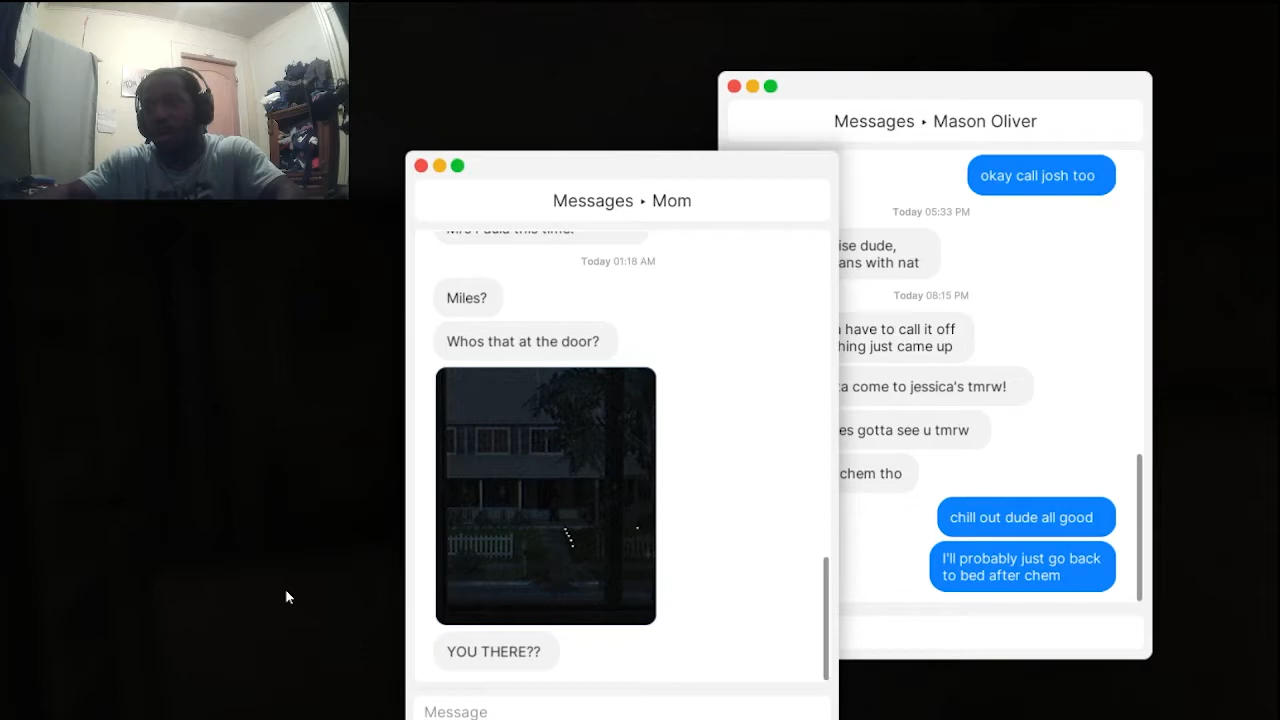 Messages ‣ Mason Oliver
okay call josh too
Today 05:33 PM
ise dude,
ans with nat
Today 08:15 PM
have to call it off
hing just came up
a come to jessica's tmrw!
es gotta see u tmrw
chem tho
chill out dude all good
I'll probably just go back
to bed after chem
Messages ‣ Mom
this time!
Today 01:18 AM
Miles?
Whos that at the door?
YOU THERE??
Message